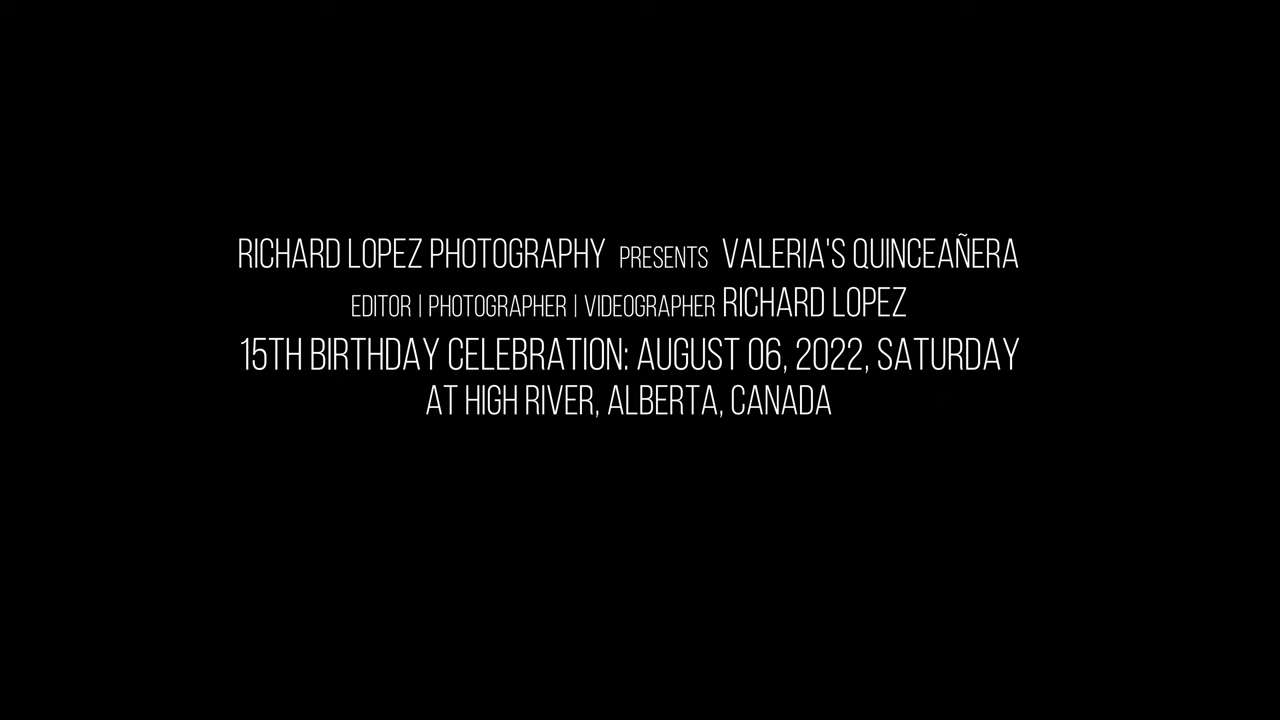 RICHARD LOPEZ PHOTOGRAPHY PRESENTS VALERIA'S QUINCEAÑERA
EDITOR | PHOTOGRAPHER | VIDEOGRAPHER RICHARD LOPEZ
15TH BIRTHDAY CELEBRATION: AUGUST 06, 2022, SATURDAY
AT HIGH RIVER, ALBERTA, CANADA